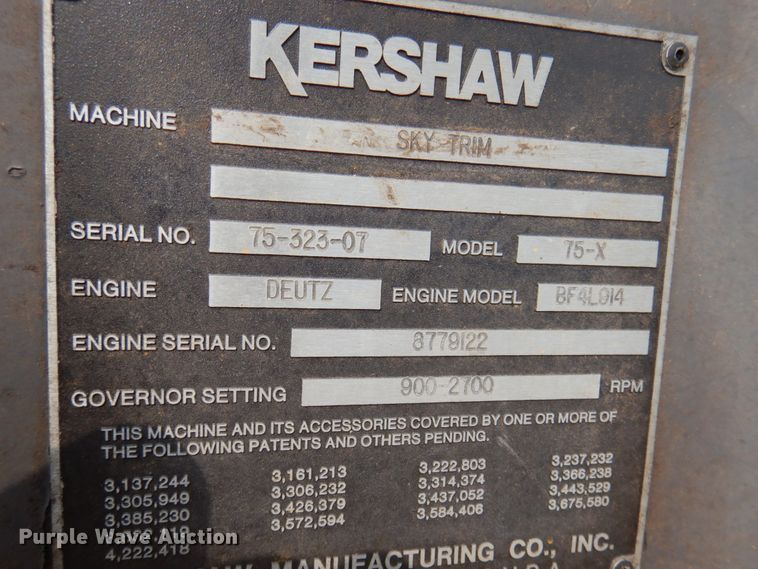 KERSHAW
MACHINE SKY TRIM
SERIAL NO. 75-323-07 MODEL 75-X
ENGINE DEUTZ ENGINE MODEL BF4L914
ENGINE SERIAL NO. 8779122
GOVERNOR SETTING 900-2700 RPM
THIS MACHINE AND ITS ACCESSORIES COVERED BY ONE OR MORE OF
THE FOLLOWING PATENTS AND OTHERS PENDING.
3,137,244 3,161,213 3,222,803 3,237,232
3,305,949 3,306,232 3,314,374 3,366,238
3,385,230 3,426,379 3,437,052 3,443,529
3,572,594 3,584,406 3,675,580
4,222,418
MANUFACTURING CO., INC.
Purple Wave Auction